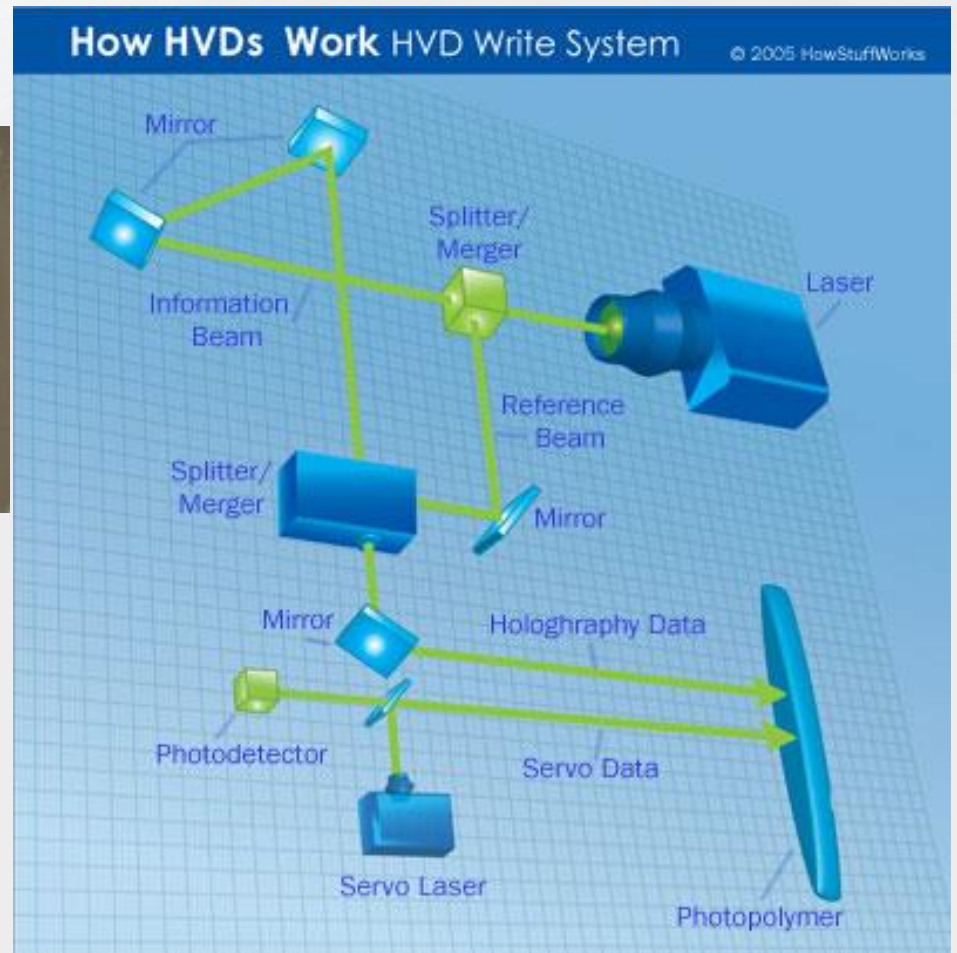 How HVDs Work HVD Write System
© 2005 HowStuffWorks
Mirror
Splitter/
Merger
Laser
Information
Beam
Reference
Beam
Splitter/
Merger
Mirror
Mirror
Hologhraphy Data
Photodetector
Servo Data
Servo Laser
Photopolymer